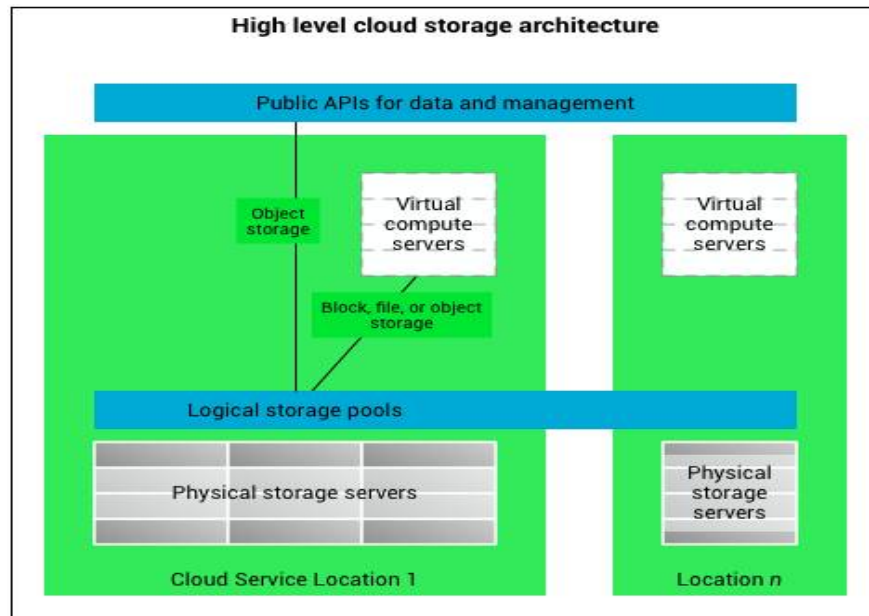 High level cloud storage architecture
Public APIs for data and management
Object
storage
Virtual
compute
servers
Virtual
compute
servers
Block, file, or object
storage
Logical storage pools
Physical storage servers
Physical
storage
servers
Cloud Service Location 1
Location n